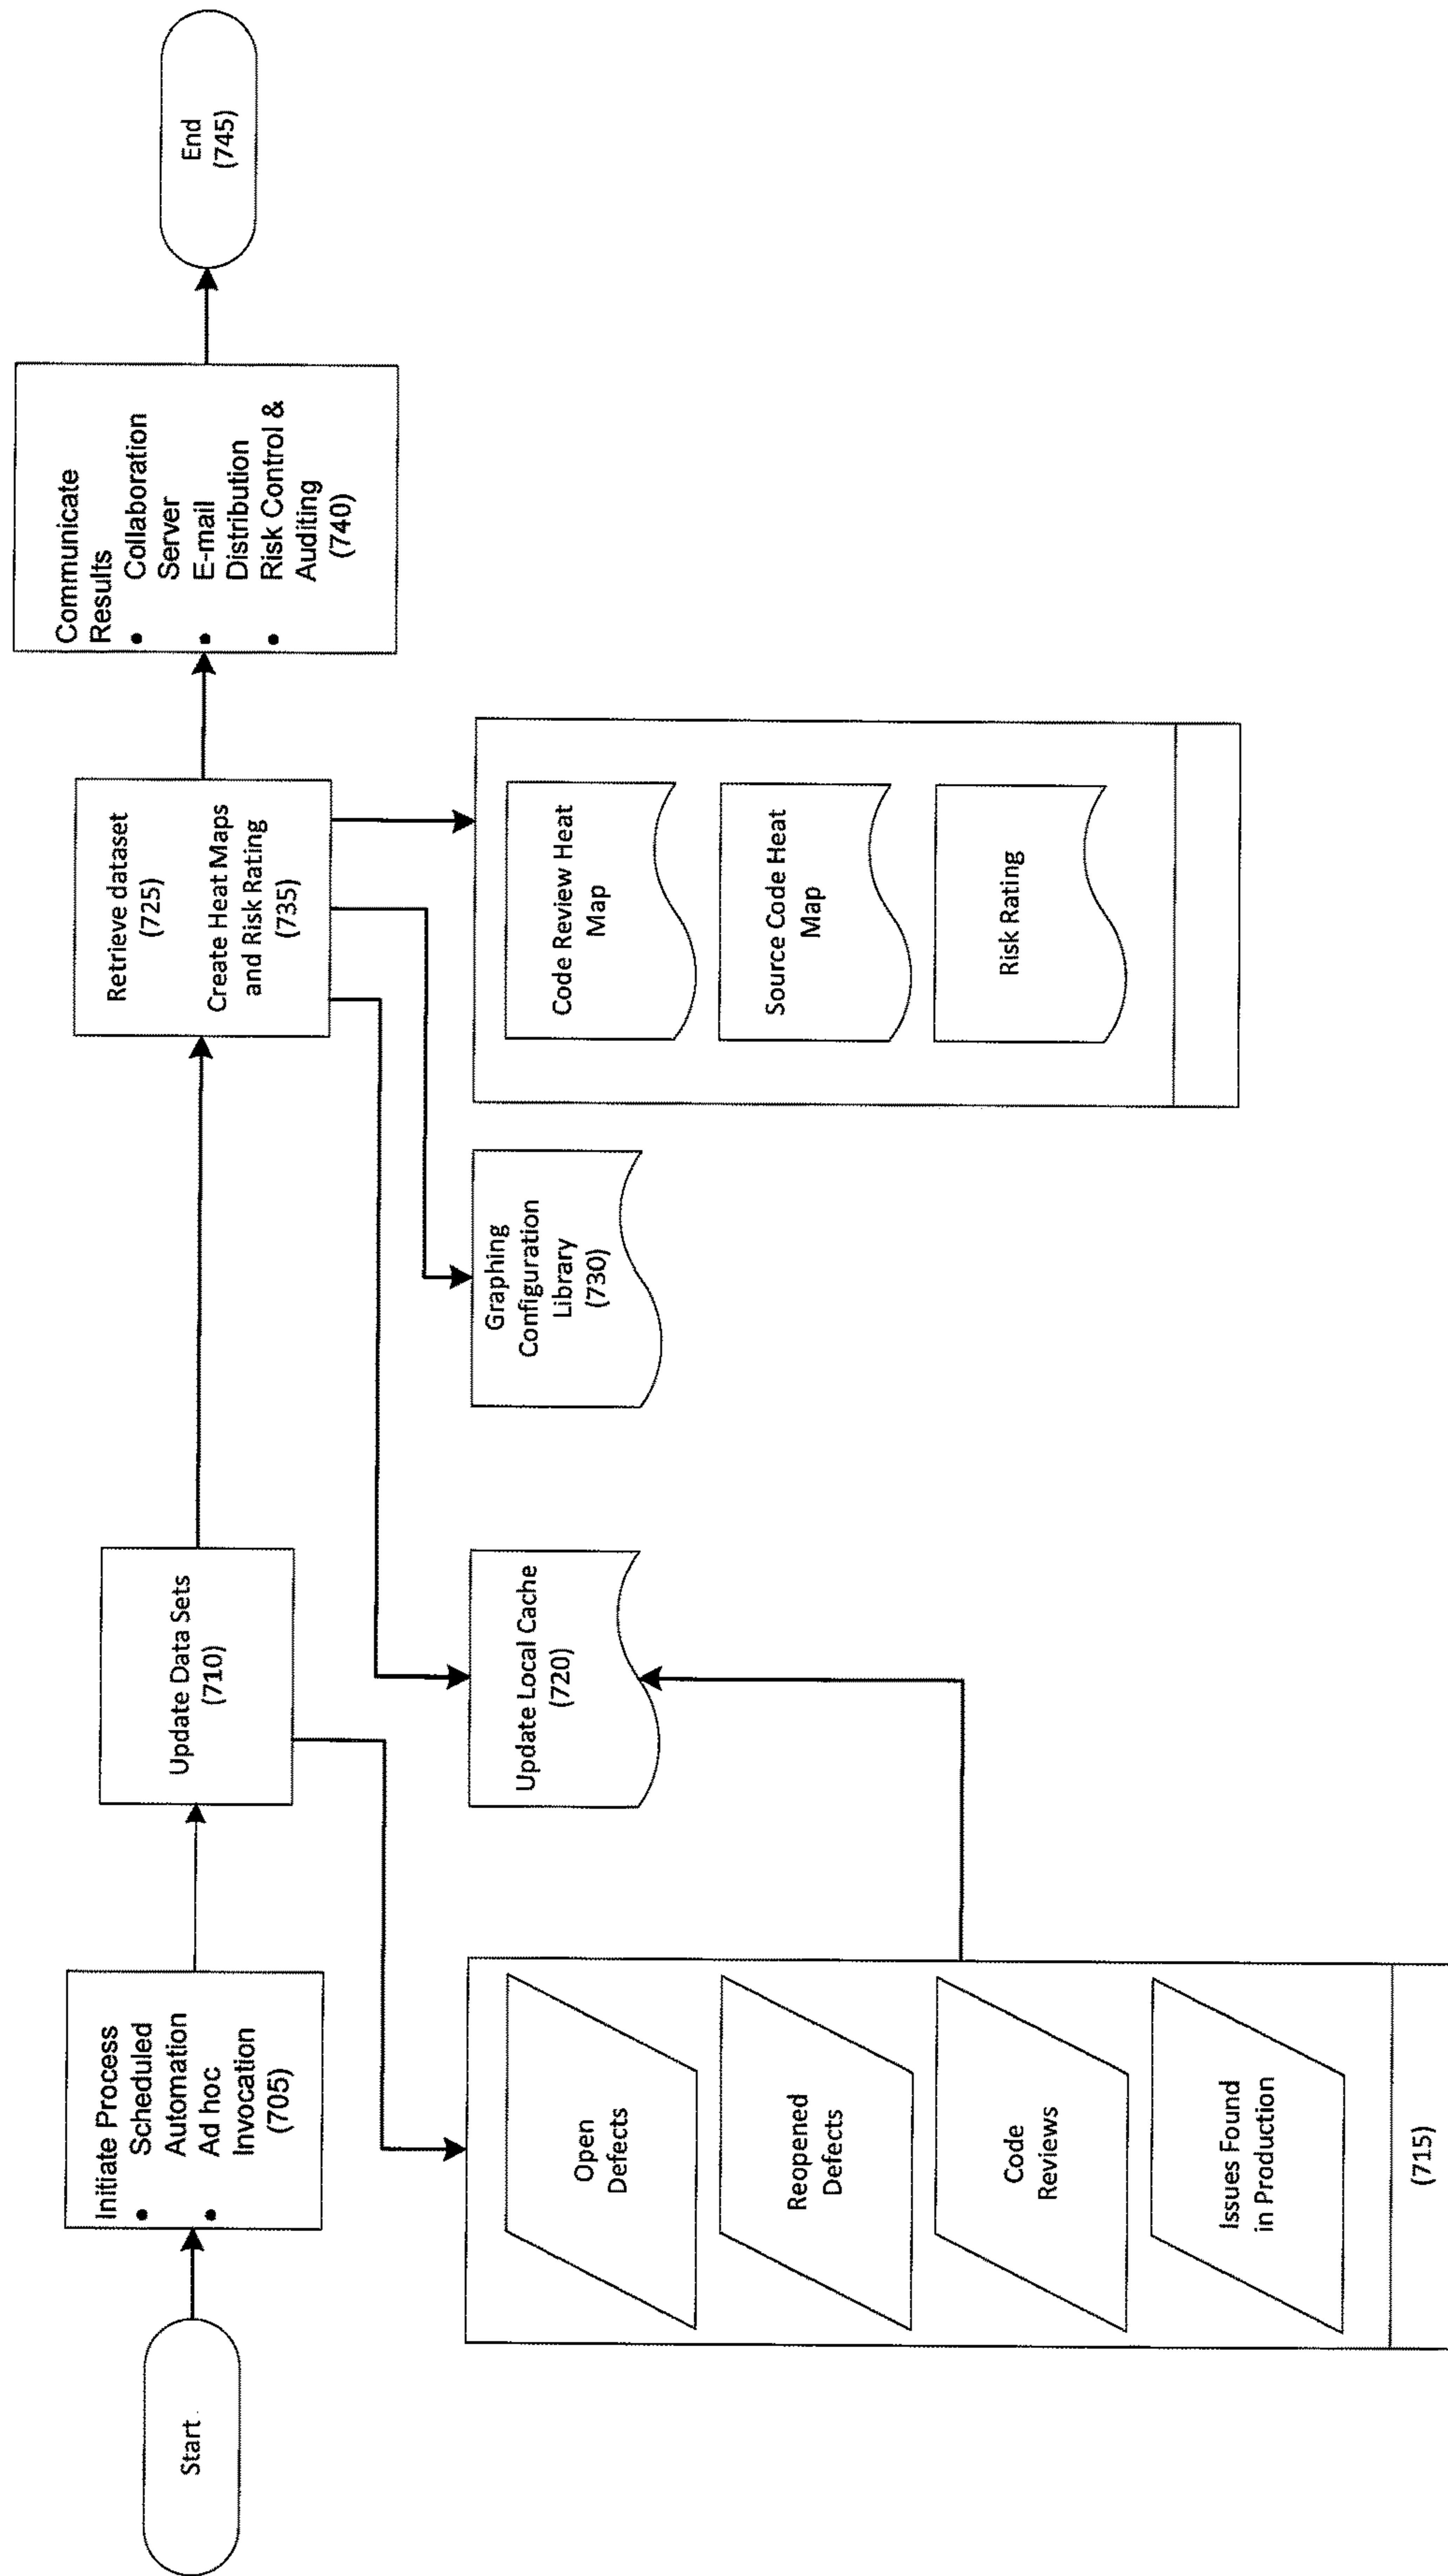 Start
Initiate Process
• Scheduled
Automation
• Ad hoc
Invocation
(705)
Update Data Sets
(710)
Retrieve dataset
(725)
Create Heat Maps
and Risk Rating
(735)
Communicate
Results
• Collaboration
Server
• E-mail
Distribution
• Risk Control &
Auditing
(740)
End
(745)
Open
Defects
Reopened
Defects
Code
Reviews
Issues Found
in Production
(715)
Update Local Cache
(720)
Graphing
Configuration
Library
(730)
Code Review Heat
Map
Source Code Heat
Map
Risk Rating